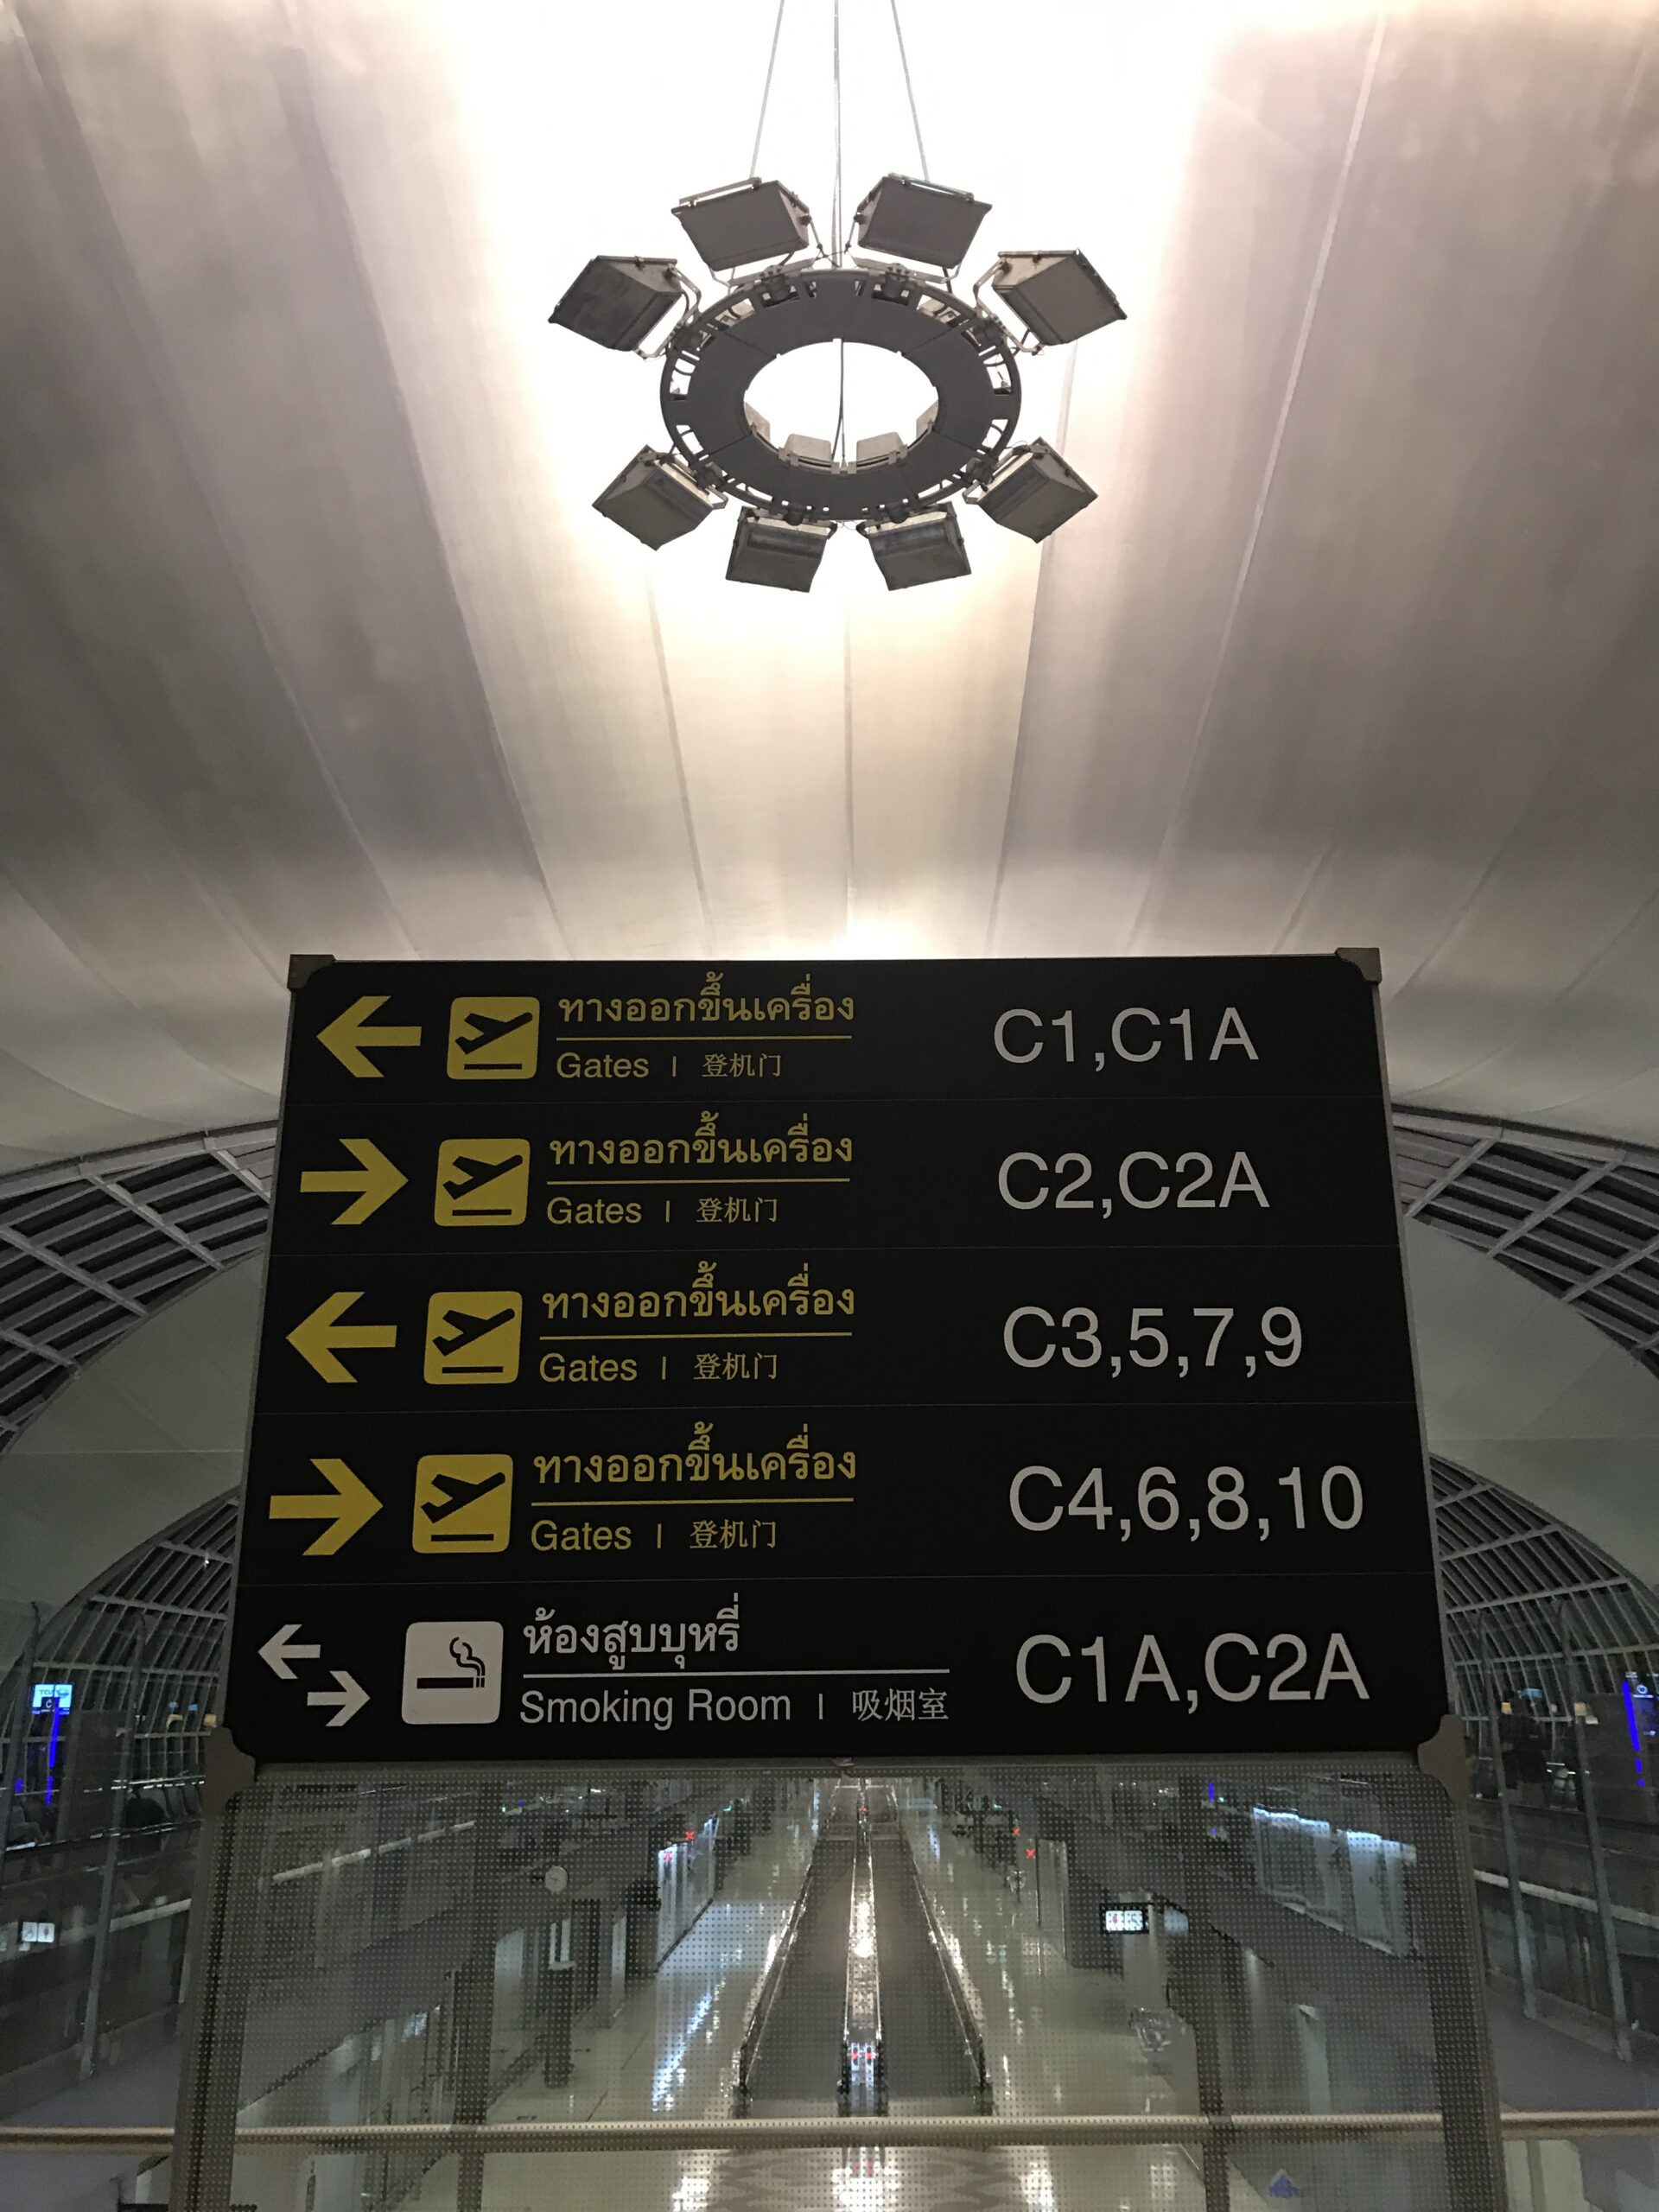 ทางออกขึ้นเครื่อง
Gates | 登机门
C1,C1A
ทางออกขึ้นเครื่อง
Gates | 登机门
C2,C2A
ทางออกขึ้นเครื่อง
Gates | 登机门
C3,5,7,9
ทางออกขึ้นเครื่อง
Gates | 登机门
C4,6,8,10
ห้องสูบบุหรี่
Smoking Room | 吸烟室
C1A,C2A